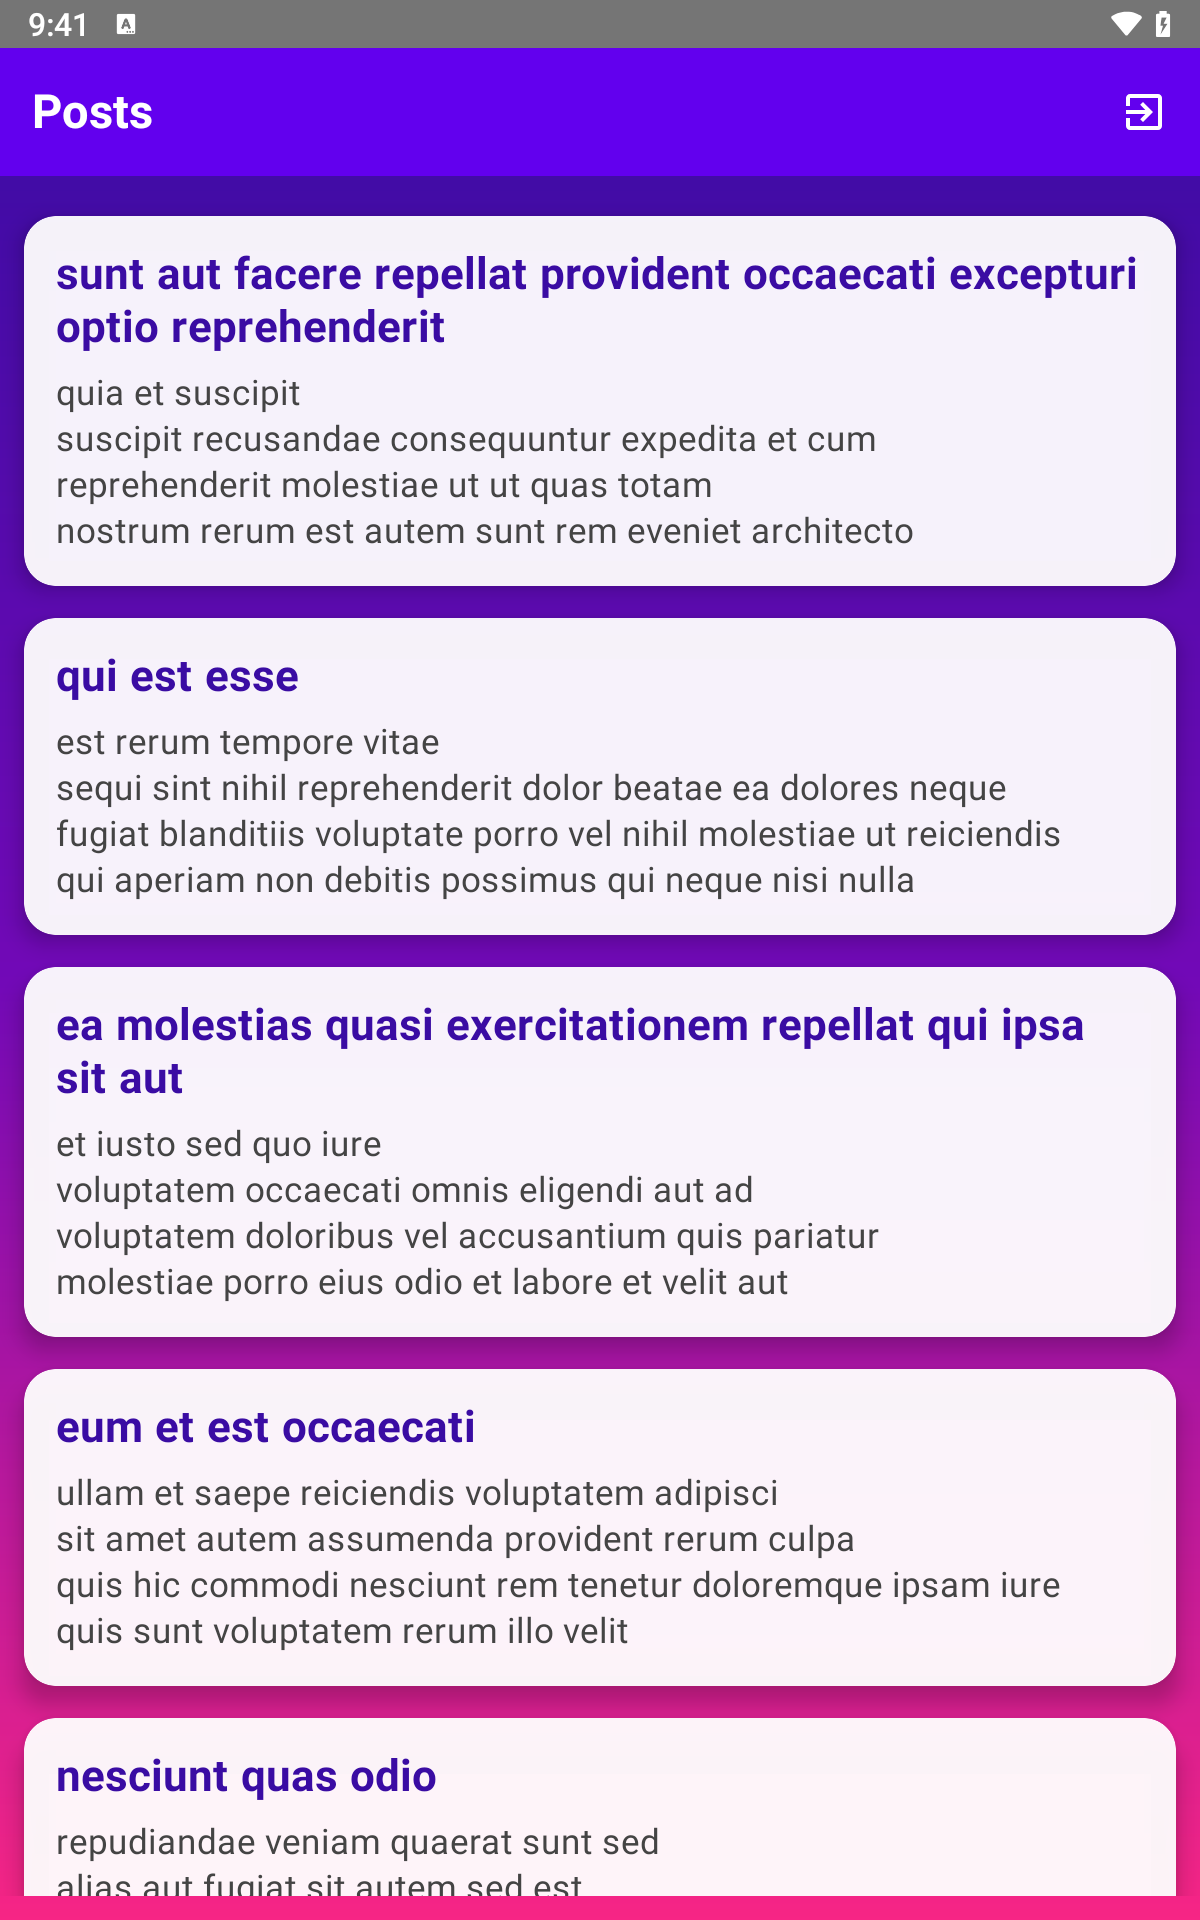 9:41
Posts
sunt aut facere repellat provident occaecati excepturi
optio reprehenderit
quia et suscipit
suscipit recusandae consequuntur expedita et cum
reprehenderit molestiae ut ut quas totam
nostrum rerum est autem sunt rem eveniet architecto
qui est esse
est rerum tempore vitae
sequi sint nihil reprehenderit dolor beatae ea dolores neque
fugiat blanditiis voluptate porro vel nihil molestiae ut reiciendis
qui aperiam non debitis possimus qui neque nisi nulla
ea molestias quasi exercitationem repellat qui ipsa
sit aut
et iusto sed quo iure
voluptatem occaecati omnis eligendi aut ad
voluptatem doloribus vel accusantium quis pariatur
molestiae porro eius odio et labore et velit aut
eum et est occaecati
ullam et saepe reiciendis voluptatem adipisci
sit amet autem assumenda provident rerum culpa
quis hic commodi nesciunt rem tenetur doloremque ipsam iure
quis sunt voluptatem rerum illo velit
nesciunt quas odio
repudiandae veniam quaerat sunt sed
alias aut fugiat sit autem sed est